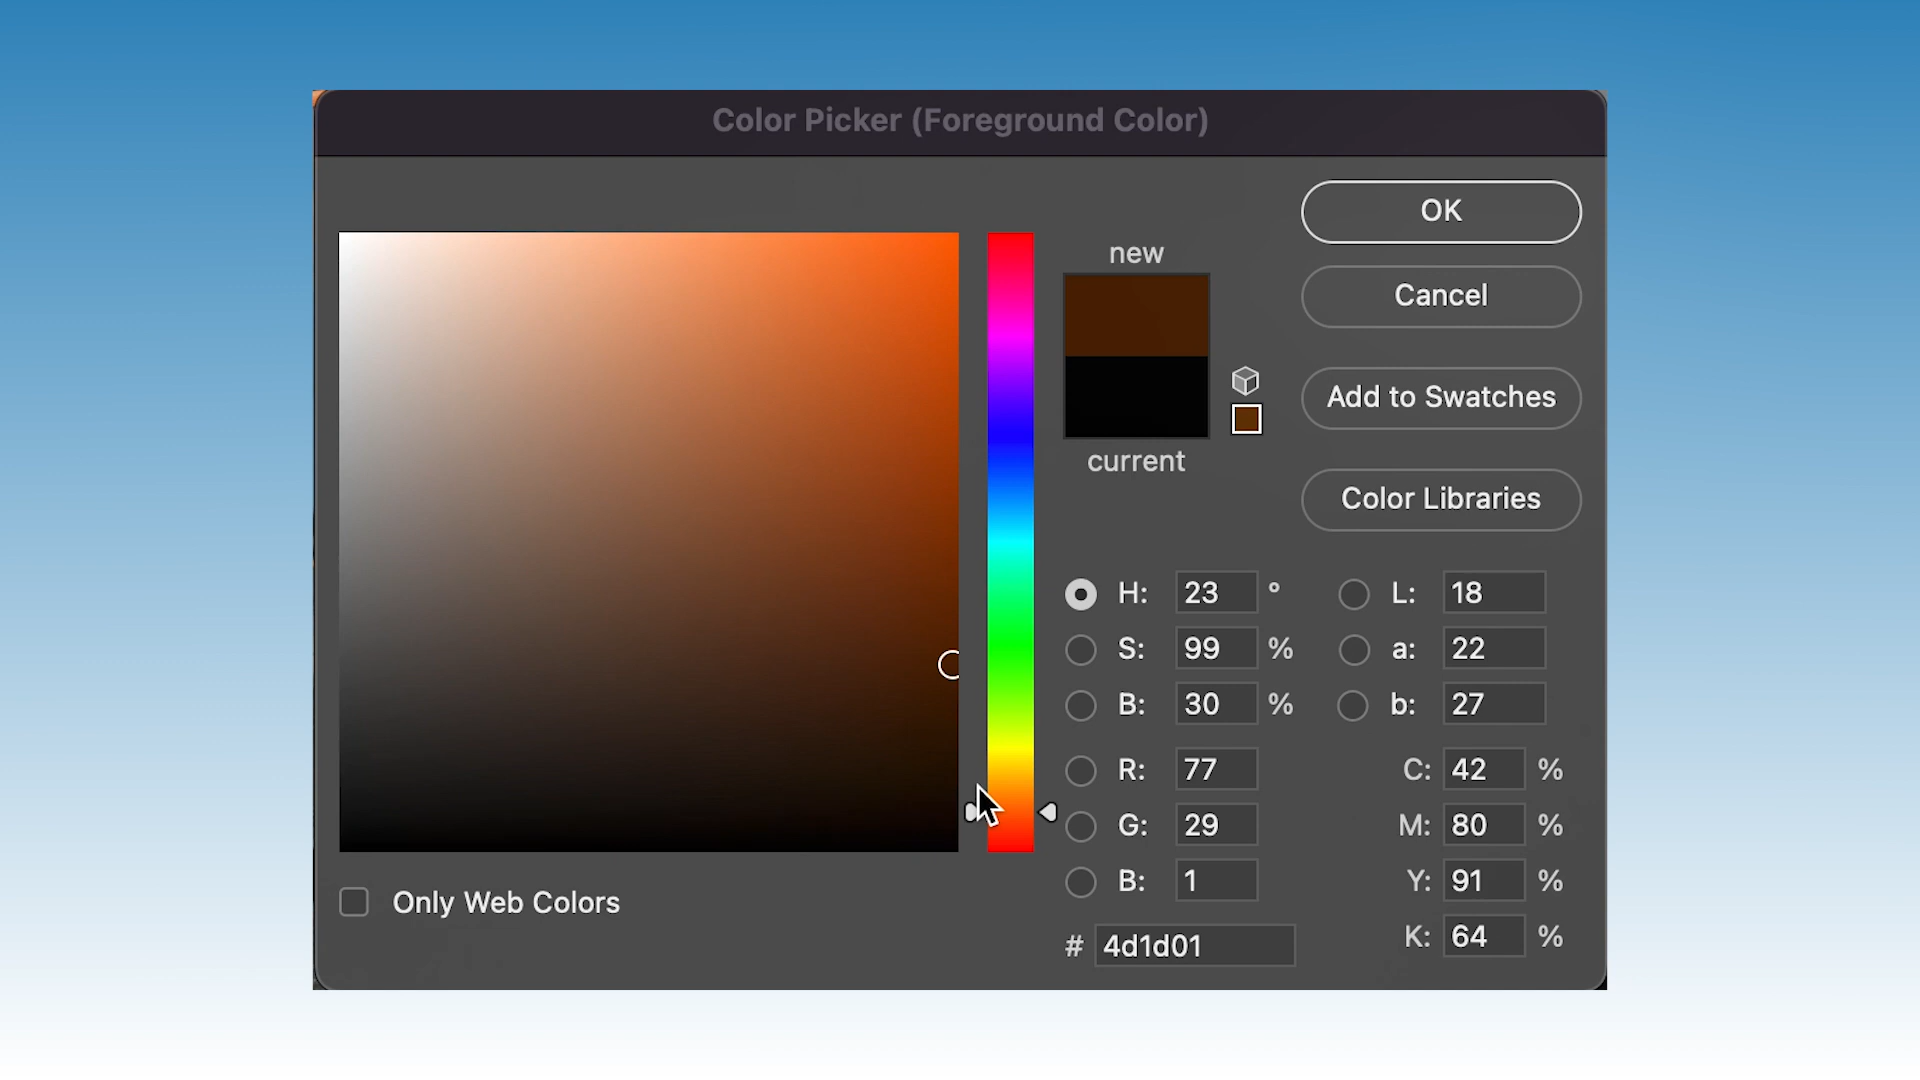 Color Picker (Foreground Color)
OK
new
Cancel
Add to Swatches
current
Color Libraries
H: 23 °
L: 18
S: 99 %
a: 22
B: 30 %
b: 27
R: 77
C: 42 %
G: 29
M: 80 %
B: 1
Y: 91 %
Only Web Colors
# 4d1d01
K: 64 %